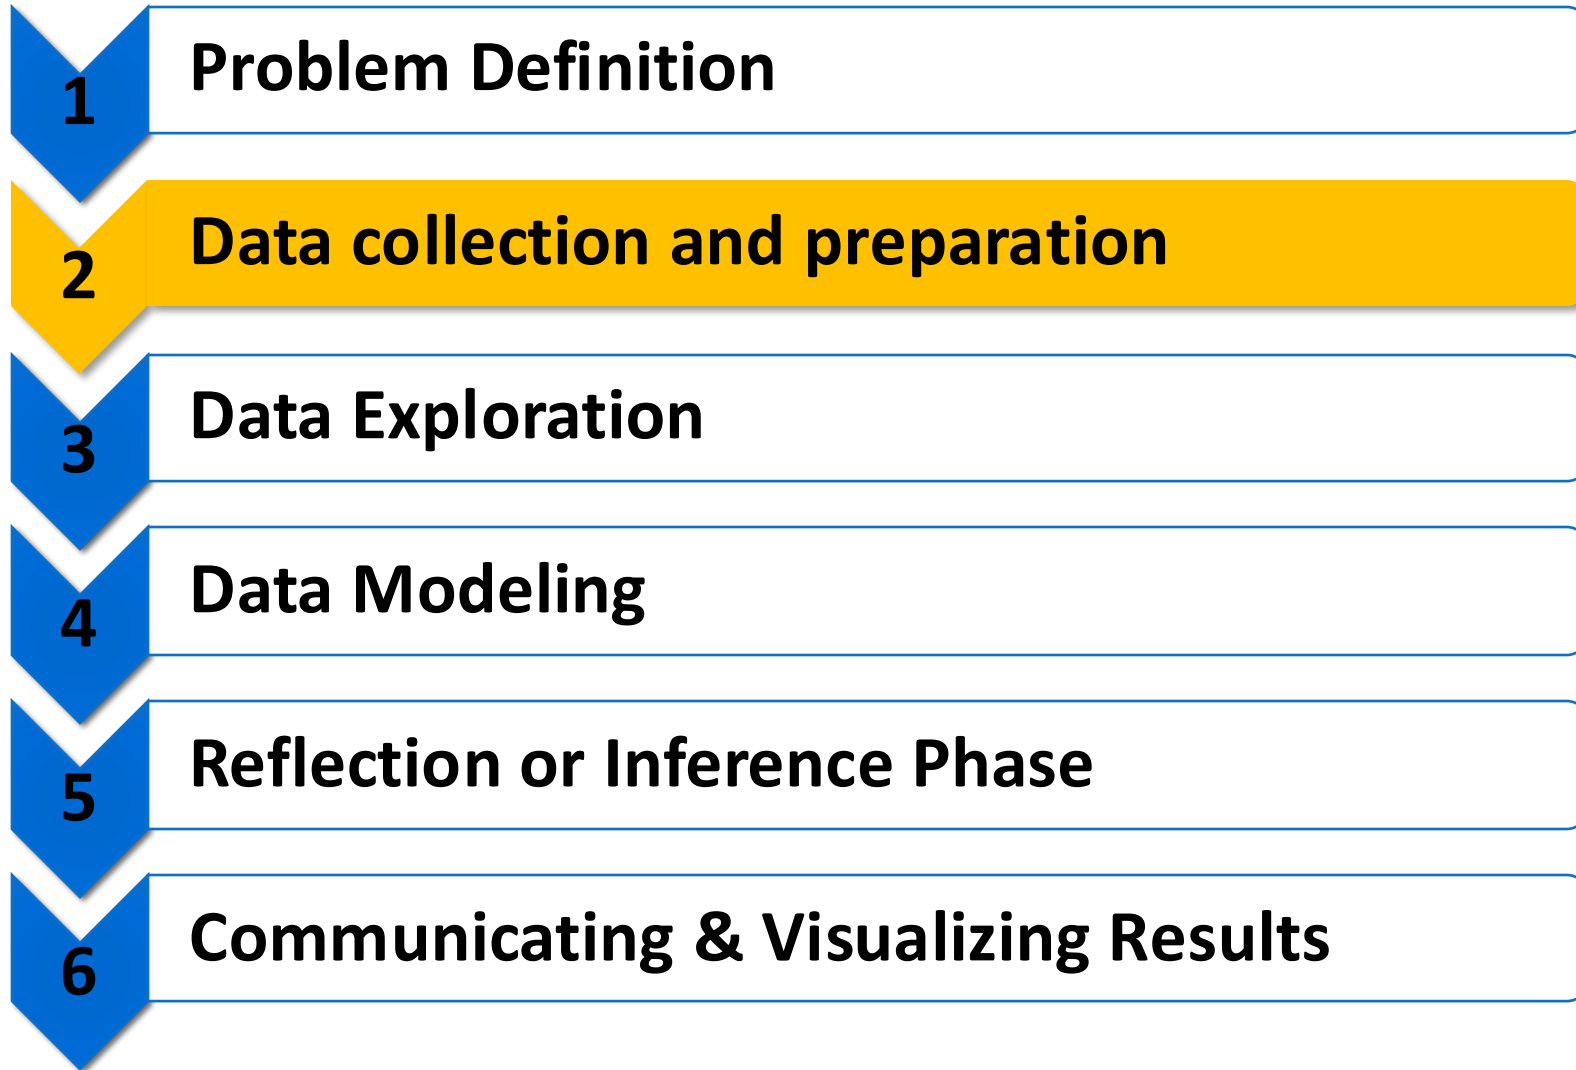 1
Problem Definition
2
Data collection and preparation
3
Data Exploration
4
Data Modeling
5
Reflection or Inference Phase
6
Communicating & Visualizing Results